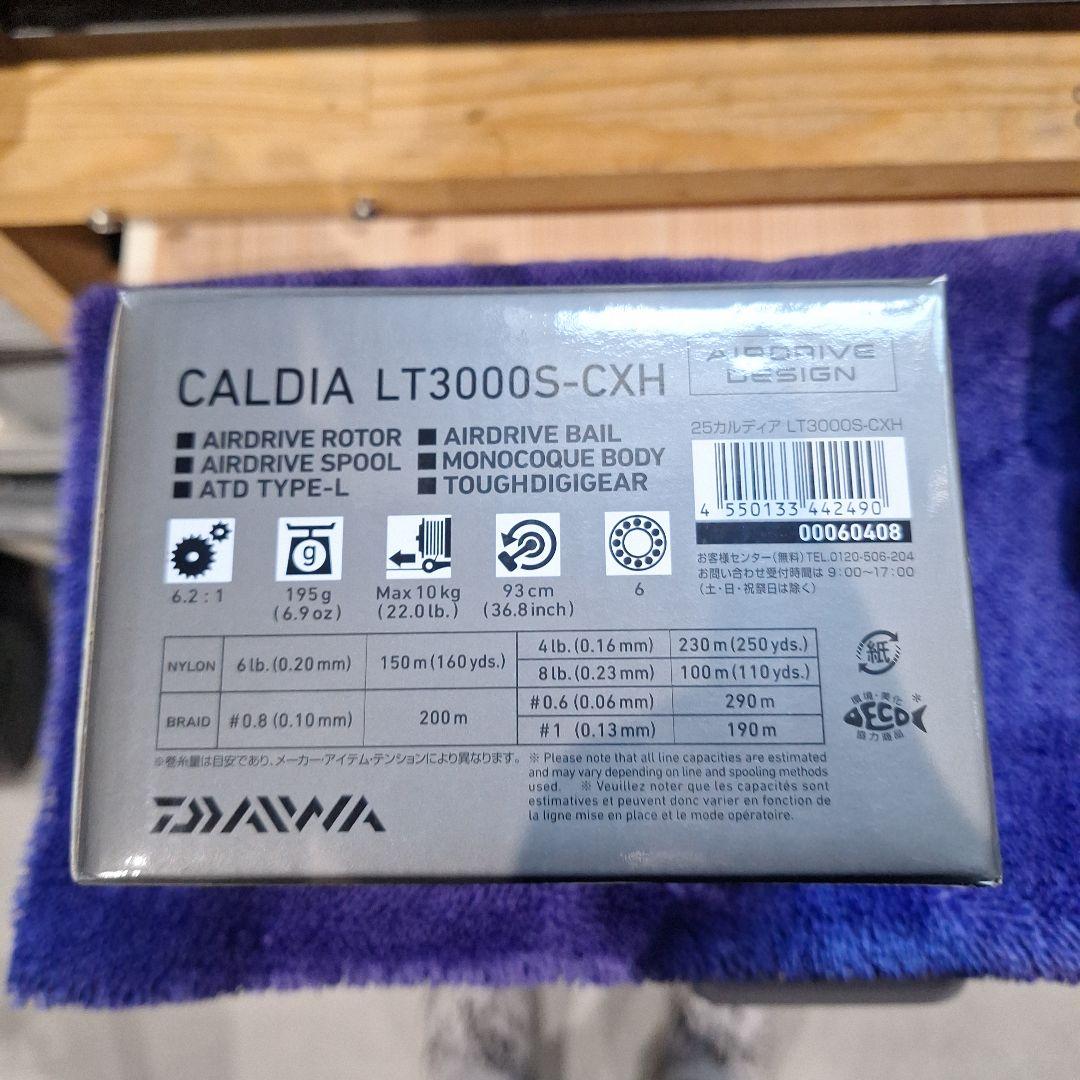 CALDIA LT3000S-CXH
AIRDRIVE
DESIGN
■ AIRDRIVE ROTOR ■ AIRDRIVE BAIL
■ AIRDRIVE SPOOL ■ MONOCOQUE BODY
■ ATD TYPE-L ■ TOUGHDIGIGEAR
25カルディア LT3000S-CXH
4 550133 442490
00060408
お客様センター(無料)TEL.0120-506-204
お問い合わせ受付時間は 9:00~17:00
(土・日・祝祭日は除く)
g
6.2 : 1
195g
(6.9oz)
Max 10kg
(22.0lb.)
93cm
(36.8inch)
6
NYLON 6lb.(0.20mm) 150m(160yds.)
4lb.(0.16mm) 230m(250yds.)
8lb.(0.23mm) 100m(110yds.)
BRAID #0.8(0.10mm) 200m
#0.6(0.06mm) 290m
#1 (0.13mm) 190m
紙
環境・美化
ECO
協力商品
※巻糸量は目安であり、メーカー・アイテム・テンションにより異なります。
※ Please note that all line capacities are estimated
and may vary depending on line and spooling methods
used. ※ Veuillez noter que les capacités sont
estimatives et peuvent donc varier en fonction de
la ligne mise en place et le mode opératoire.
DAIWA